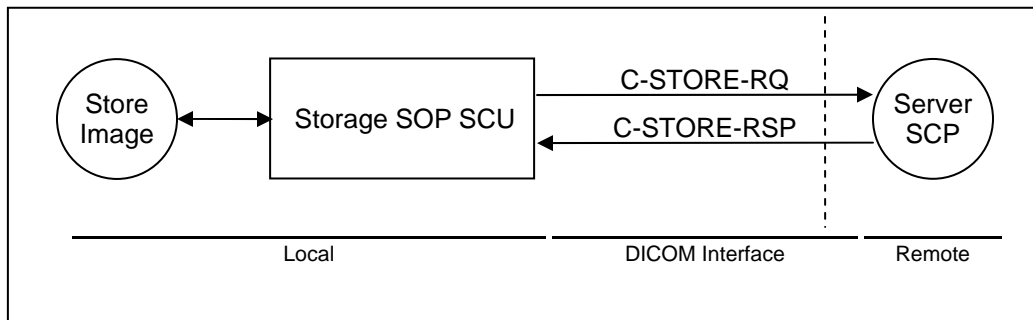 Store
Image
Storage SOP SCU
C-STORE-RQ
C-STORE-RSP
Server
SCP
Local
DICOM Interface
Remote